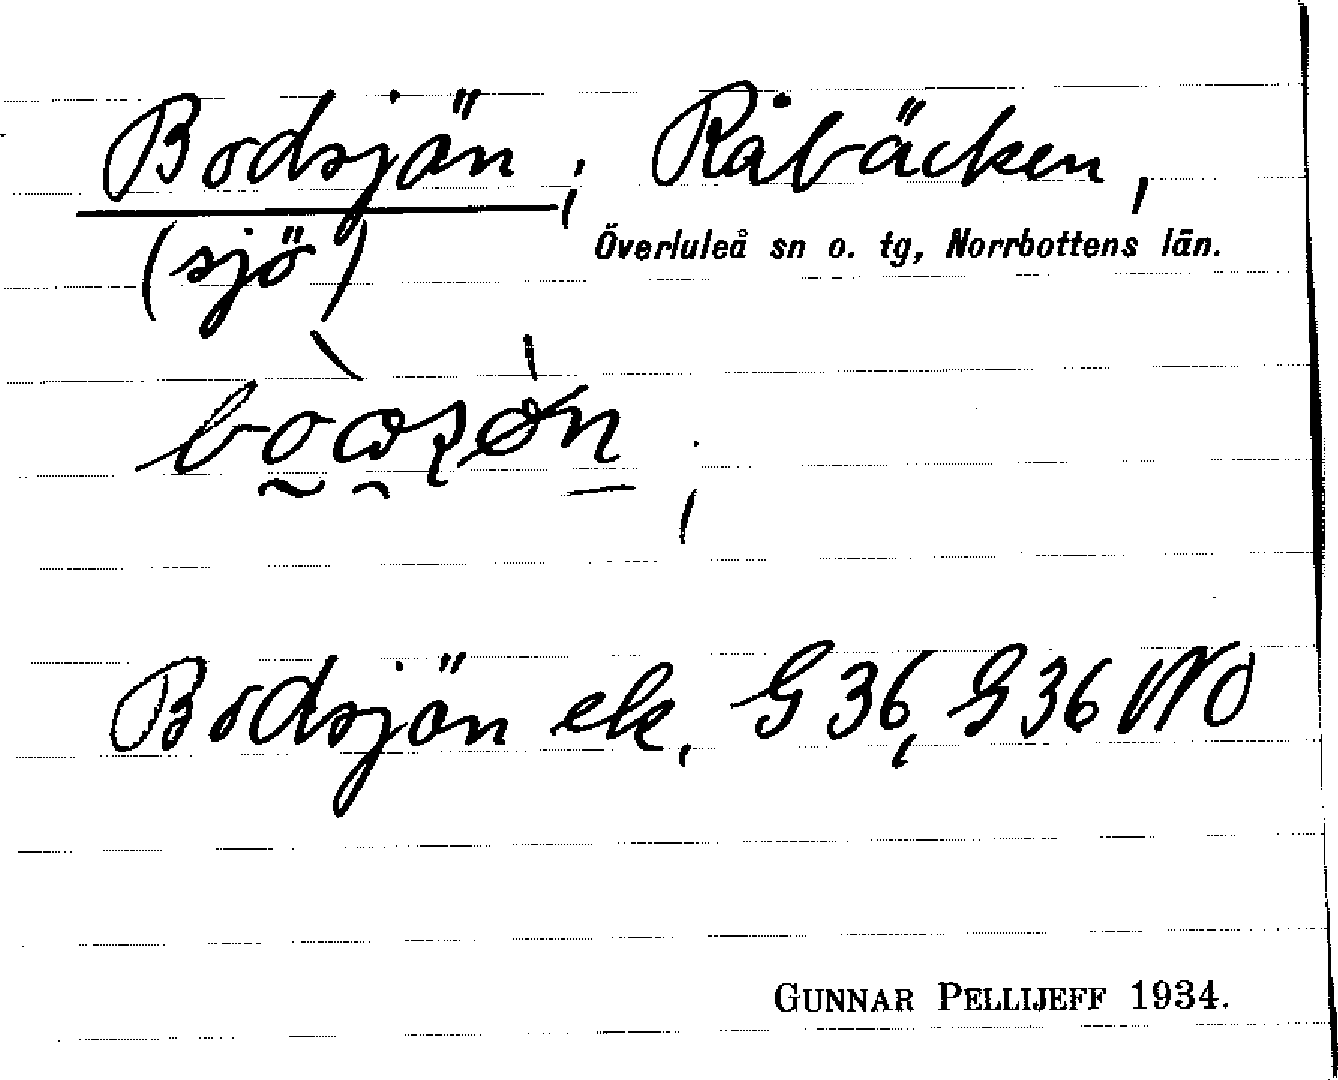 Bodsjön; Råbäcken,
(sjö) Överluleå sn o. tg, Norrbottens län.
Bodsjön ek, G 36, G 36 NO
GUNNAR PELLIJEFF 1934.